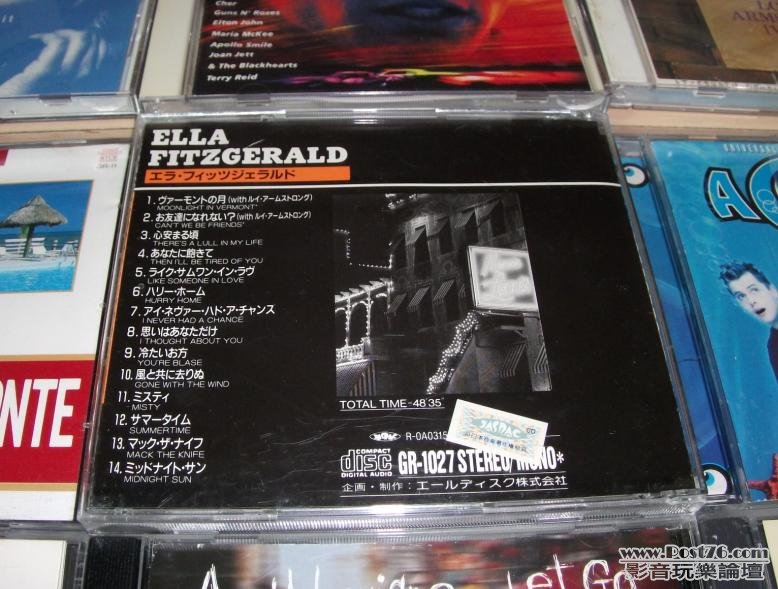 Cher
Guns N' Roses
Elton John
Maria McKee
Apollo Smile
Joan Jett
& The Blackhearts
Terry Reid
ELLA
FITZGERALD
エラ・フィッツジェラルド
1. ヴァーモントの月 (with ルイ・アームストロング)
MOONLIGHT IN VERMONT*
2. お友達になれない? (with ルイ・アームストロング)
CAN'T WE BE FRIENDS*
3. 心安まる頃
THERE'S A LULL IN MY LIFE
4. あなたに飽きて
THEN I'LL BE TIRED OF YOU
5. ライク・サムワン・イン・ラヴ
LIKE SOMEONE IN LOVE
6. ハリー・ホーム
HURRY HOME
7. アイ・ネヴァー・ハド・ア・チャンス
I NEVER HAD A CHANCE
8. 思いはあなただけ
I THOUGHT ABOUT YOU
9. 冷たいお方
YOU'RE BLASE
10. 風と共に去りぬ
GONE WITH THE WIND
11. ミスティ
MISTY
12. サマータイム
SUMMERTIME
13. マック・ザ・ナイフ
MACK THE KNIFE
14. ミッドナイト・サン
MIDNIGHT SUN
TOTAL TIME-48'35"
R-0A0315
JASRAC
COMPACT
disc
DIGITAL AUDIO
GR-1027 STEREO/MONO*
企画・制作:エールディスク株式会社
ONTE
UNIVERSAL
A
Let Go
www.Post76.com
影音玩樂論壇